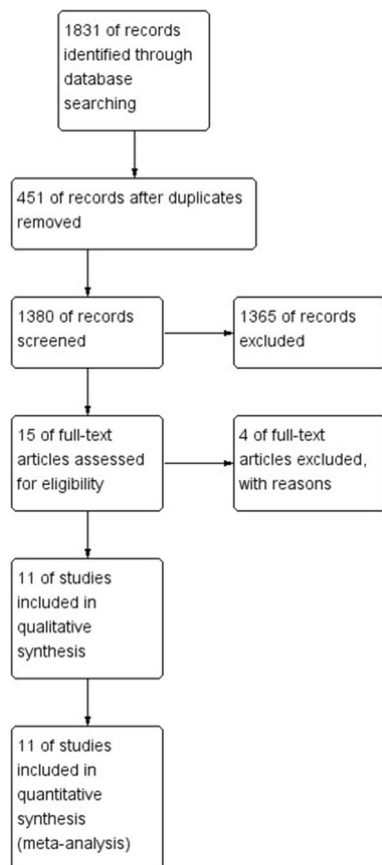 1831 of records
identified through
database
searching
451 of records after duplicates
removed
1380 of records
screened
1365 of records
excluded
15 of full-text
articles assessed
for eligibility
4 of full-text
articles excluded,
with reasons
11 of studies
included in
qualitative
synthesis
11 of studies
included in
quantitative
synthesis
(meta-analysis)